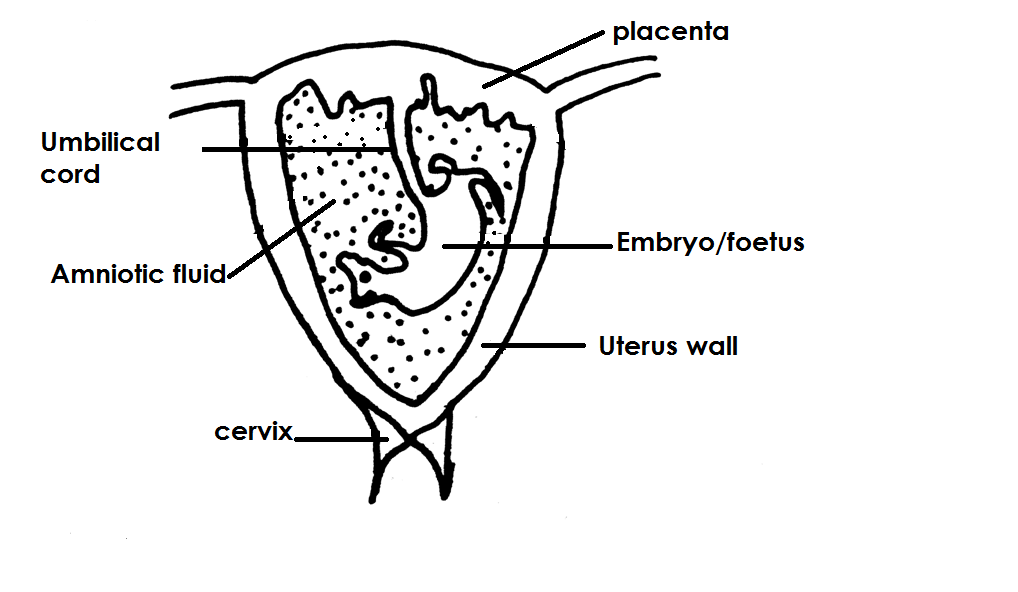 placenta
Umbilical
cord
Embryo/foetus
Amniotic fluid
Uterus wall
cervix